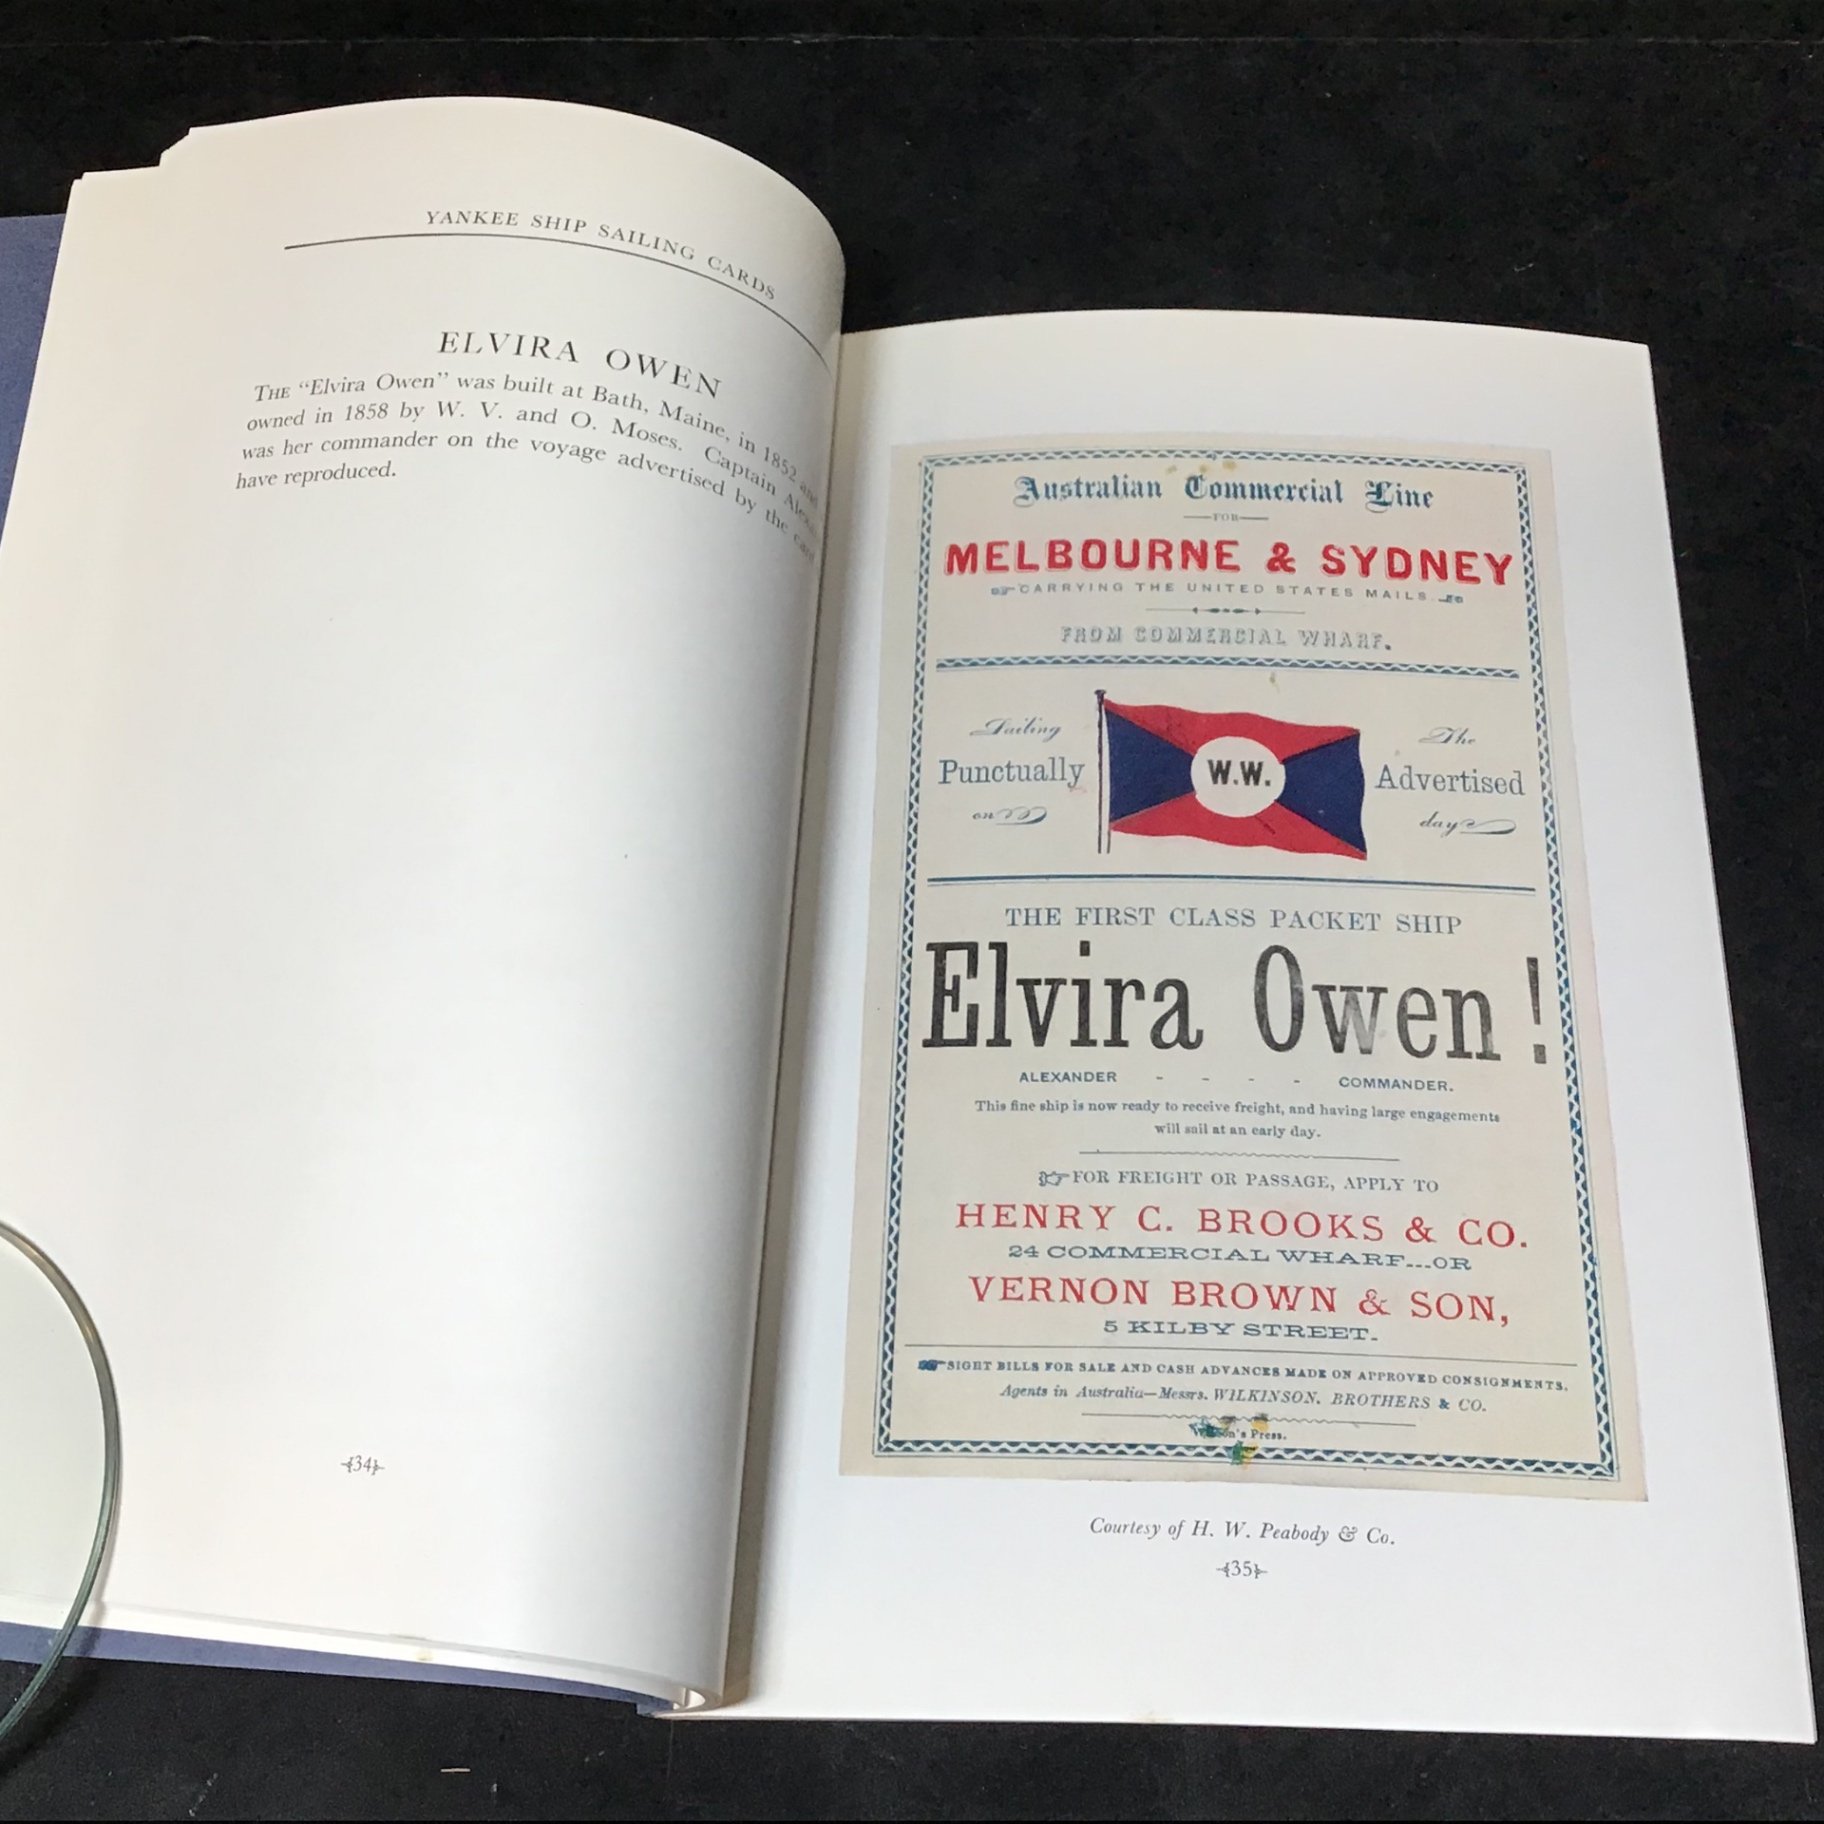 YANKEE SHIP SAILING CARDS
ELVIRA OWEN
THE "Elvira Owen" was built at Bath, Maine, in 1852 and
owned in 1858 by W. V. and O. Moses. Captain
was her commander on the voyage advertised by the card
have reproduced.
34
Australian Commercial Line
FOR
MELBOURNE & SYDNEY
CARRYING THE UNITED STATES MAILS
FROM COMMERCIAL WHARF.
Sailing
Punctually
on
W.W.
The
Advertised
day
THE FIRST CLASS PACKET SHIP
Elvira Owen!
ALEXANDER - - - - COMMANDER.
This fine ship is now ready to receive freight, and having large engagements
will sail at an early day.
FOR FREIGHT OR PASSAGE, APPLY TO
HENRY C. BROOKS & CO.
24 COMMERCIAL WHARF...OR
VERNON BROWN & SON,
5 KILBY STREET.
SIGHT BILLS FOR SALE AND CASH ADVANCES MADE ON APPROVED CONSIGNMENTS.
Agents in Australia—Messrs. WILKINSON, BROTHERS & CO.
Press.
Courtesy of H. W. Peabody & Co.
35